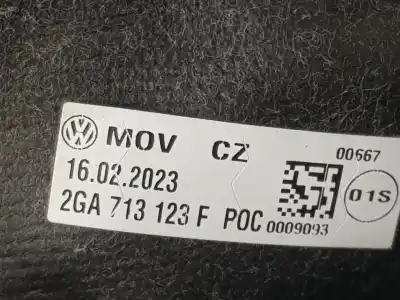 MOV CZ 00667
16.02.2023
2GA 713 123 F POC 0009093
01S